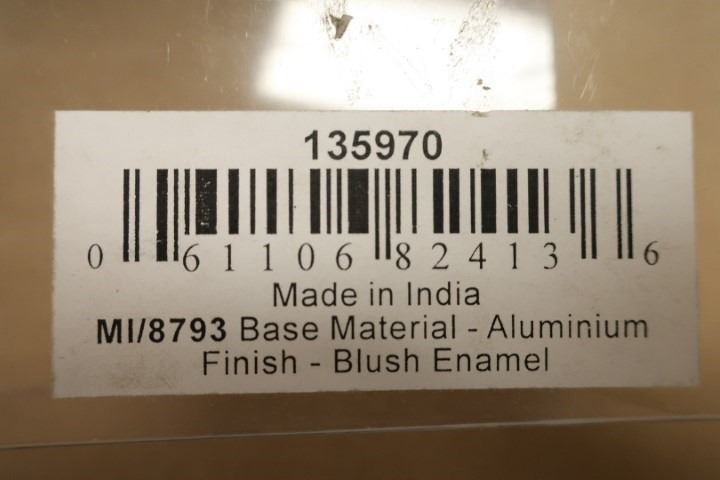 135970
0 61106 82413 6
Made in India
MI/8793 Base Material - Aluminium
Finish - Blush Enamel